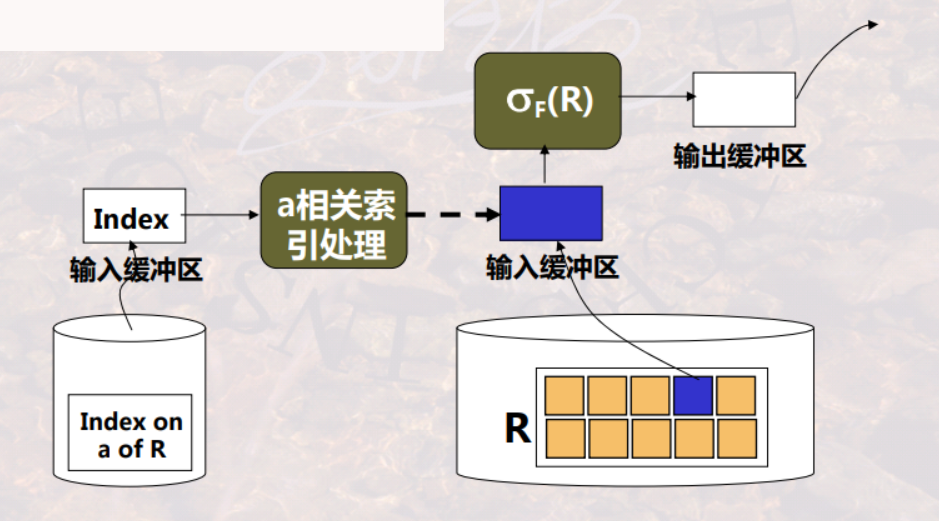 σF(R)
输出缓冲区
Index
a相关索
引处理
输入缓冲区
输入缓冲区
Index on
a of R
R